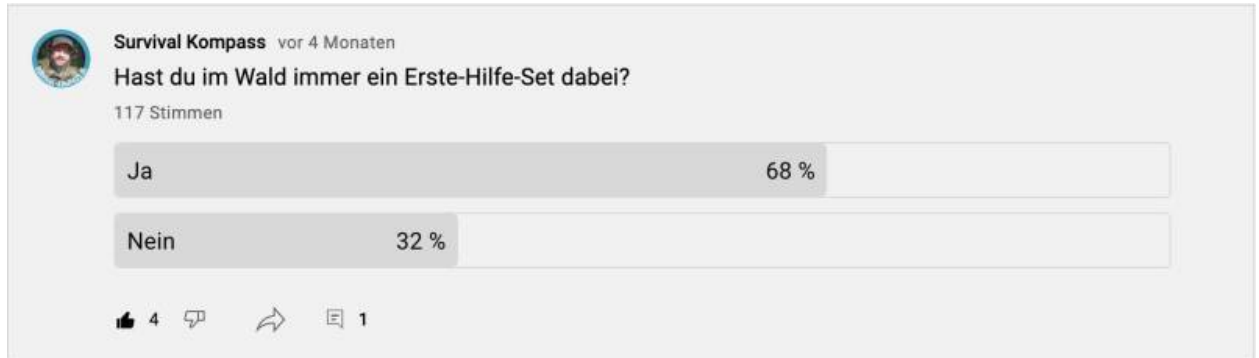 Survival Kompass vor 4 Monaten
Hast du im Wald immer ein Erste-Hilfe-Set dabei?
117 Stimmen
Ja 68 %
Nein 32 %
4 1